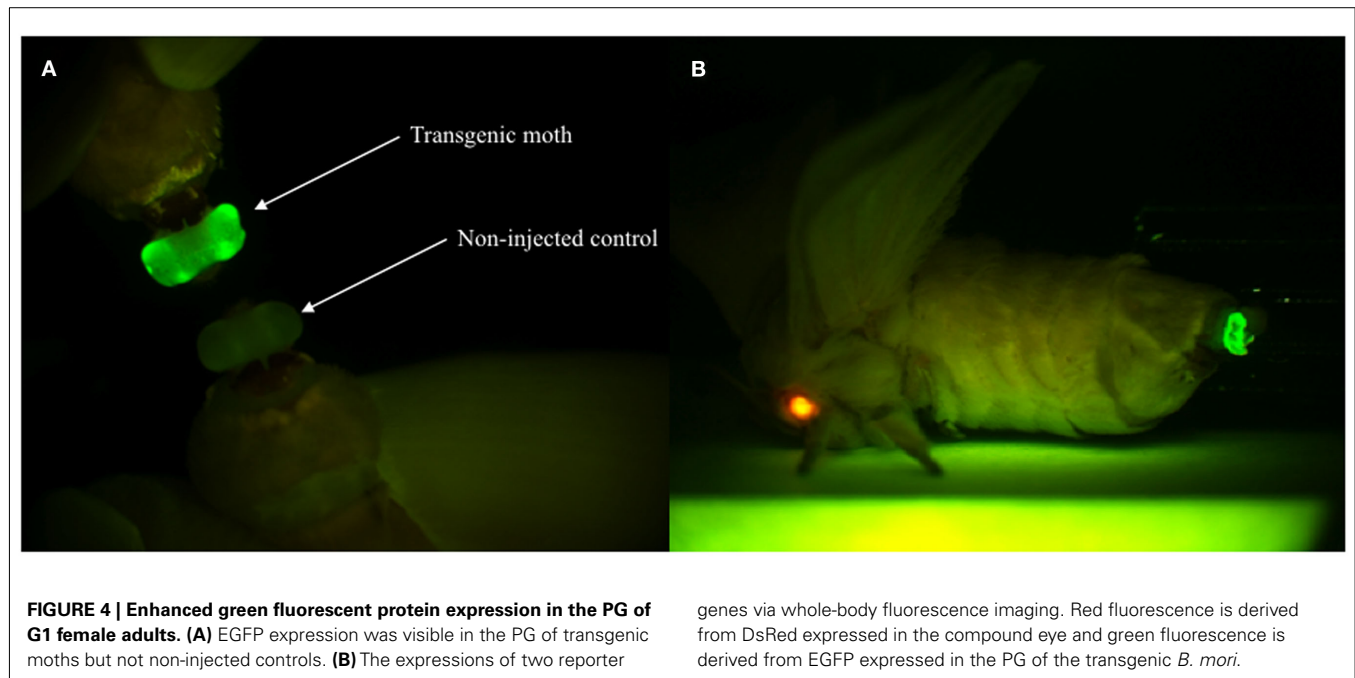 A
B
Transgenic moth
Non-injected control
FIGURE 4 | Enhanced green fluorescent protein expression in the PG of
G1 female adults. (A) EGFP expression was visible in the PG of transgenic
moths but not non-injected controls. (B) The expressions of two reporter
genes via whole-body fluorescence imaging. Red fluorescence is derived
from DsRed expressed in the compound eye and green fluorescence is
derived from EGFP expressed in the PG of the transgenic B. mori.